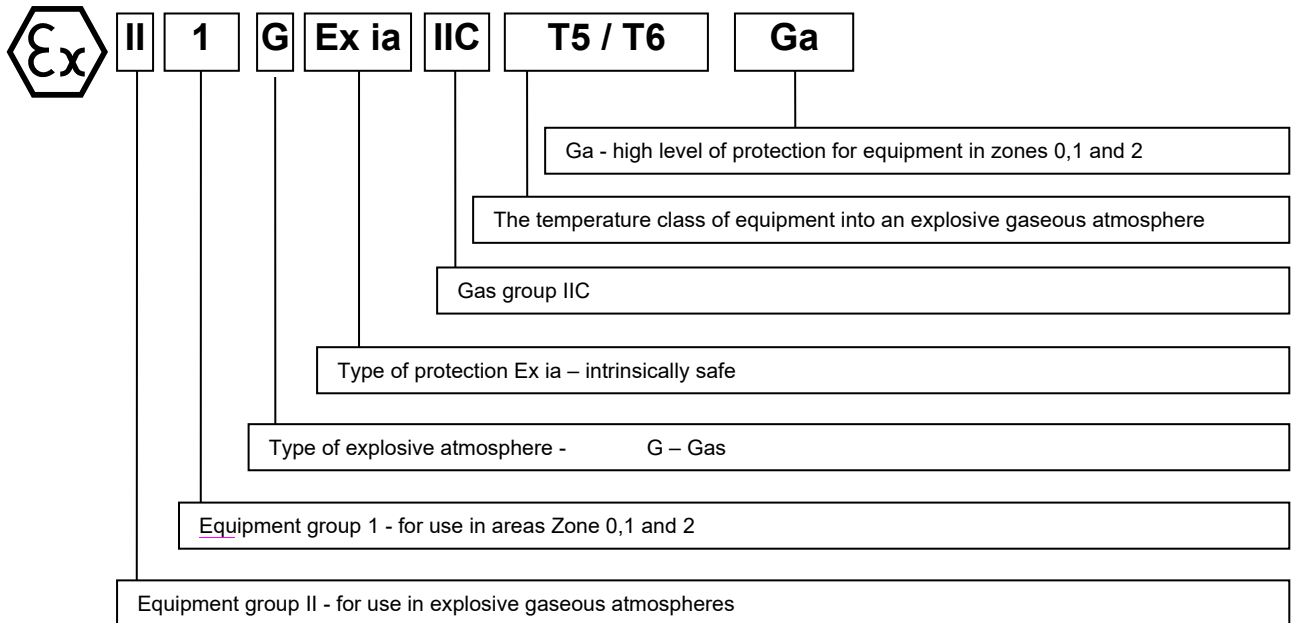 Ex II 1 G Ex ia IIC T5 / T6 Ga
Ga - high level of protection for equipment in zones 0,1 and 2
The temperature class of equipment into an explosive gaseous atmosphere
Gas group IIC
Type of protection Ex ia – intrinsically safe
Type of explosive atmosphere - G – Gas
Equipment group 1 - for use in areas Zone 0,1 and 2
Equipment group II - for use in explosive gaseous atmospheres